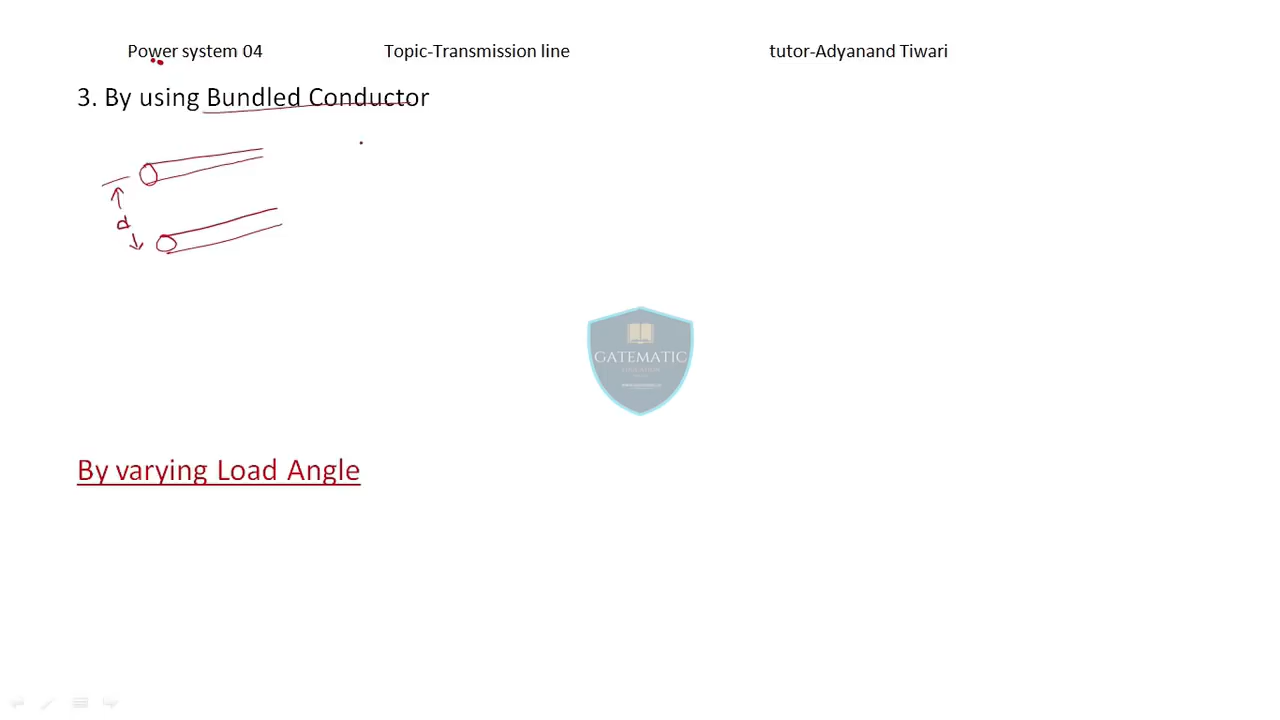 Power system 04 Topic-Transmission line tutor-Adyanand Tiwari
3. By using Bundled Conductor
d
GATEMATIC
EDUCATION
By varying Load Angle